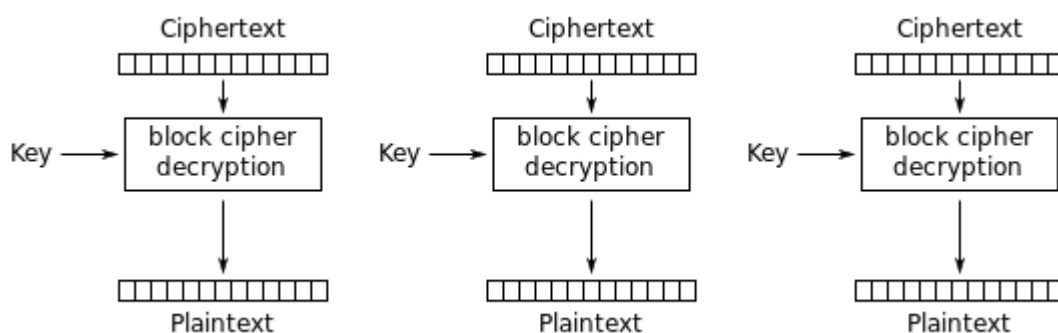 Ciphertext
Ciphertext
Ciphertext
Key
block cipher
decryption
Key
block cipher
decryption
Key
block cipher
decryption
Plaintext
Plaintext
Plaintext